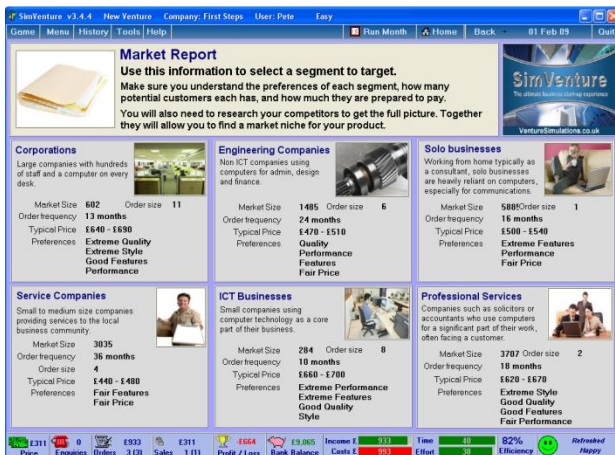 SimVenture v3.4.4 New Venture Company: First Steps User: Pete Easy
Game Menu History Tools Help Run Month Home Back 01 Feb 09 Quit
Market Report
Use this information to select a segment to target.
Make sure you understand the preferences of each segment, how many
potential customers each has, and how much they are prepared to pay.
You will also need to research your competitors to get the full picture. Together
they will allow you to find a market niche for your product.
SimVenture
The ultimate business start-up experience
VentureSimulations.co.uk
Corporations
Large companies with hundreds
of staff and a computer on every
desk.
Market Size 602 Order size 11
Order frequency 13 months
Typical Price £640 - £690
Preferences Extreme Quality
Extreme Style
Good Features
Performance
Engineering Companies
Non ICT companies using
computers for admin, design
and finance.
Market Size 1485 Order size 6
Order frequency 24 months
Typical Price £470 - £510
Preferences Quality
Performance
Features
Fair Price
Solo businesses
Working from home typically as
a consultant, solo businesses
are heavily reliant on computers,
especially for communications.
Market Size Order size 1
Order frequency 16 months
Typical Price £500 - £540
Preferences Extreme Features
Performance
Fair Price
Service Companies
Small to medium size companies
providing services to the local
business community.
Market Size 3035
Order frequency 36 months
Order size 4
Typical Price £440 - £480
Preferences Fair Features
Fair Price
ICT Businesses
Small companies using
computer technology as a core
part of their business.
Market Size 284 Order size 8
Order frequency 10 months
Typical Price £660 - £700
Preferences Extreme Performance
Extreme Features
Good Quality
Style
Professional Services
Companies such as solicitors or
accountants who use computers
for a significant part of their work,
often facing a customer.
Market Size 3707 Order size 2
Order frequency 18 months
Typical Price £620 - £670
Preferences Extreme Style
Good Quality
Good Features
Fair Price
£311 0 £933 £311 -£664 £9,065 Income £ 933 Time 40 82% Refreshed
Price Enquiries Orders 3 (3) Sales 1 (1) Profit / Loss Bank Balance Costs £ 993 Effort 38 Efficiency Happy